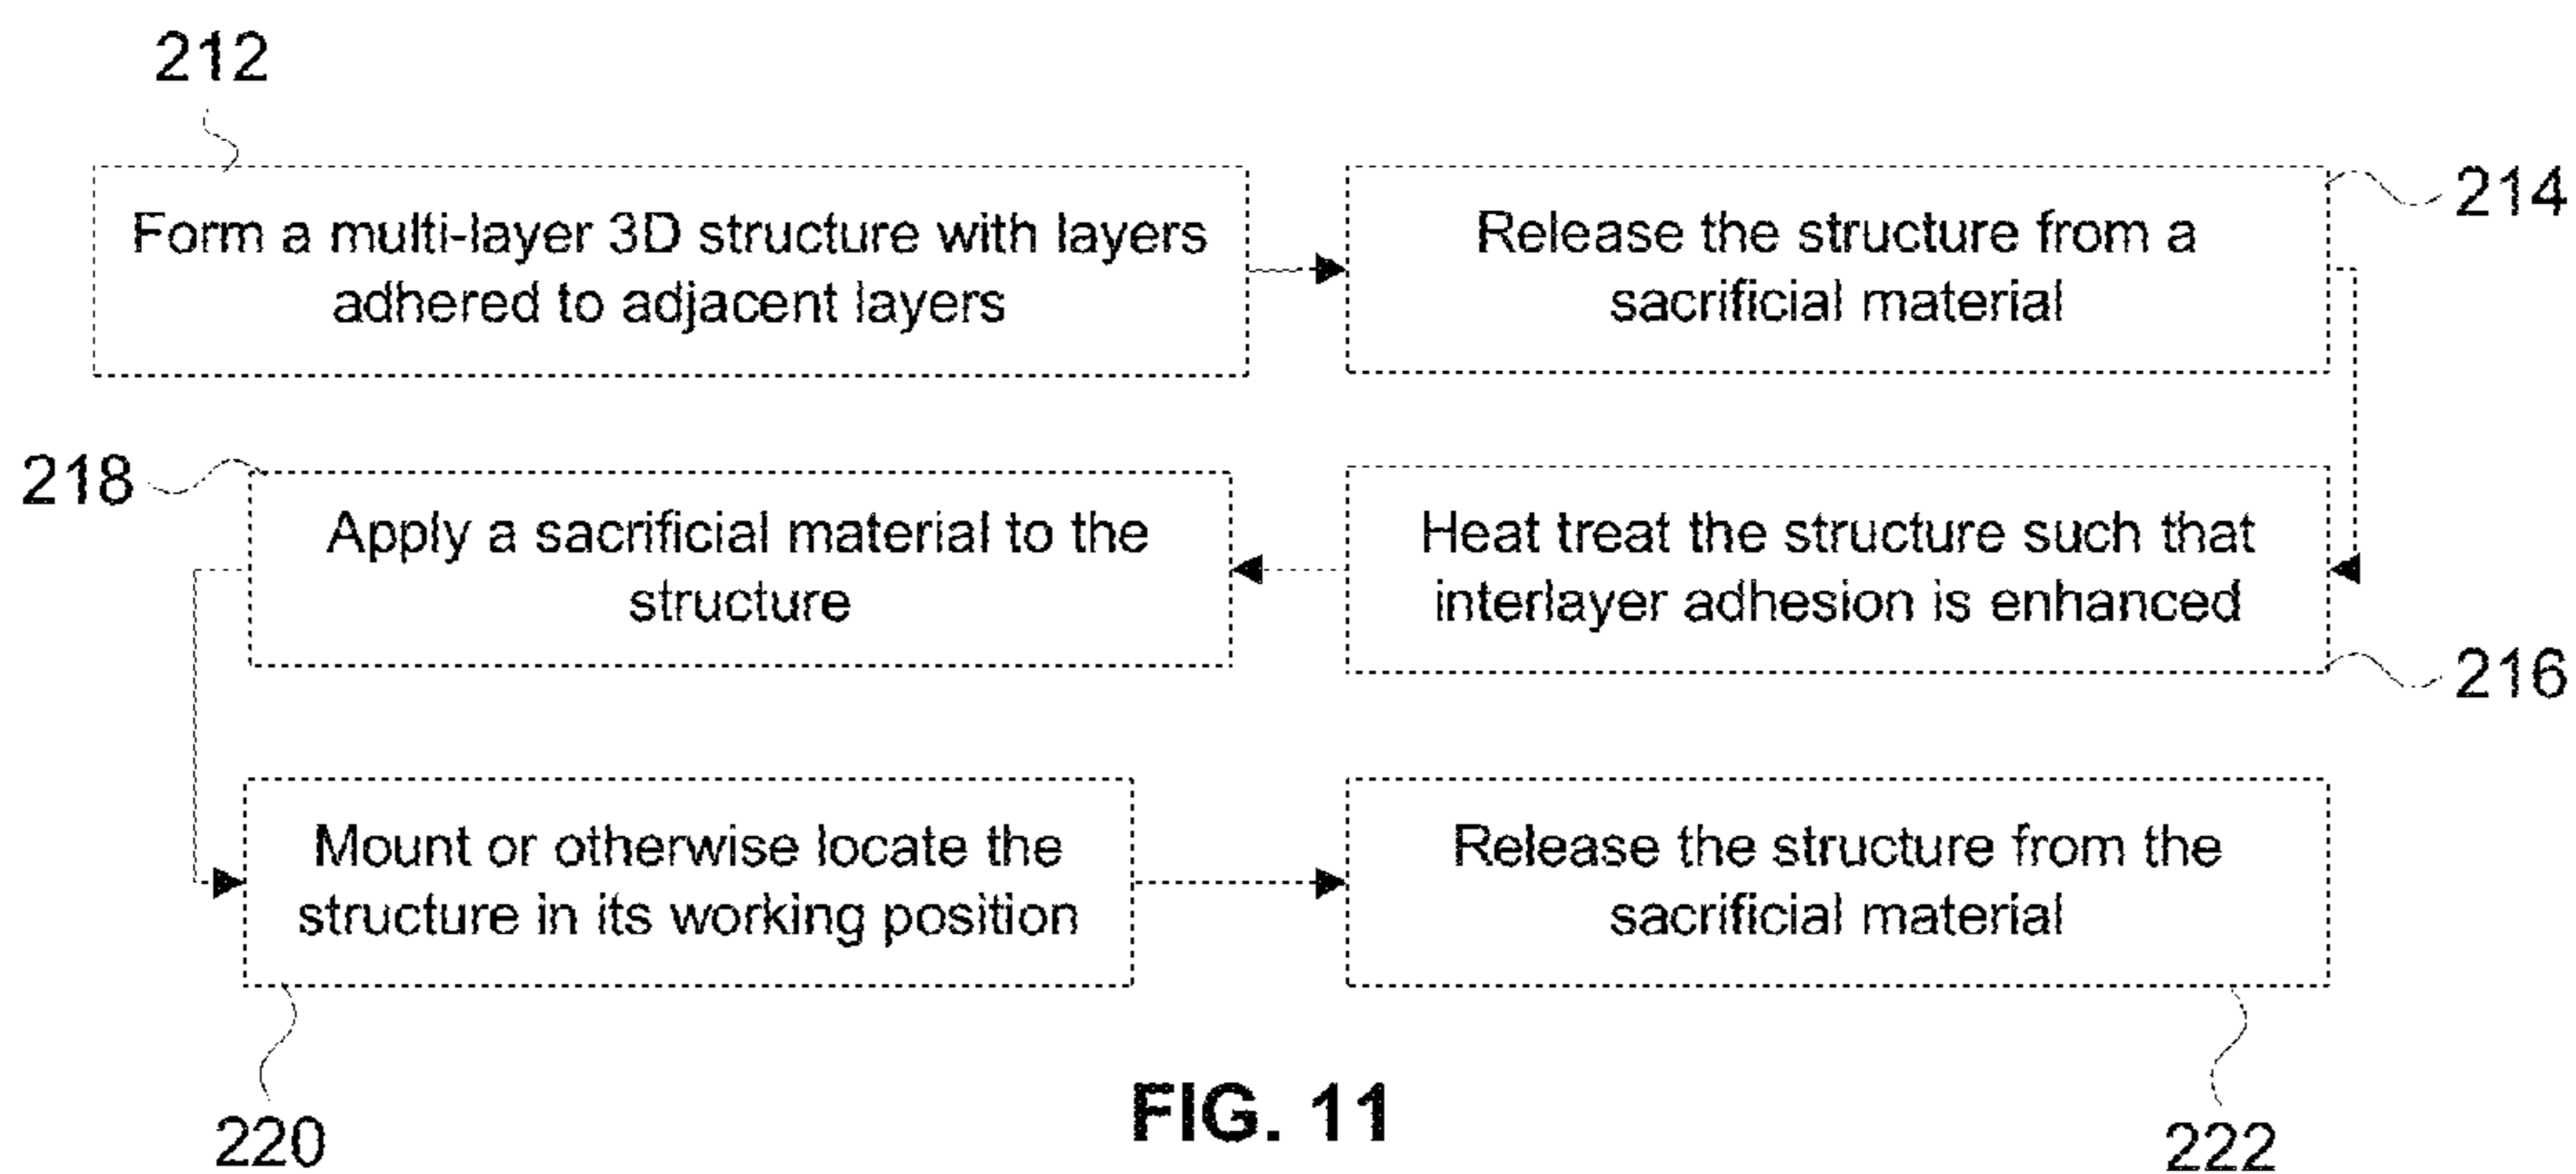 212
Form a multi-layer 3D structure with layers
adhered to adjacent layers
Release the structure from a
sacrificial material
214
218
Apply a sacrificial material to the
structure
Heat treat the structure such that
interlayer adhesion is enhanced
216
Mount or otherwise locate the
structure in its working position
Release the structure from the
sacrificial material
220
FIG. 11
222